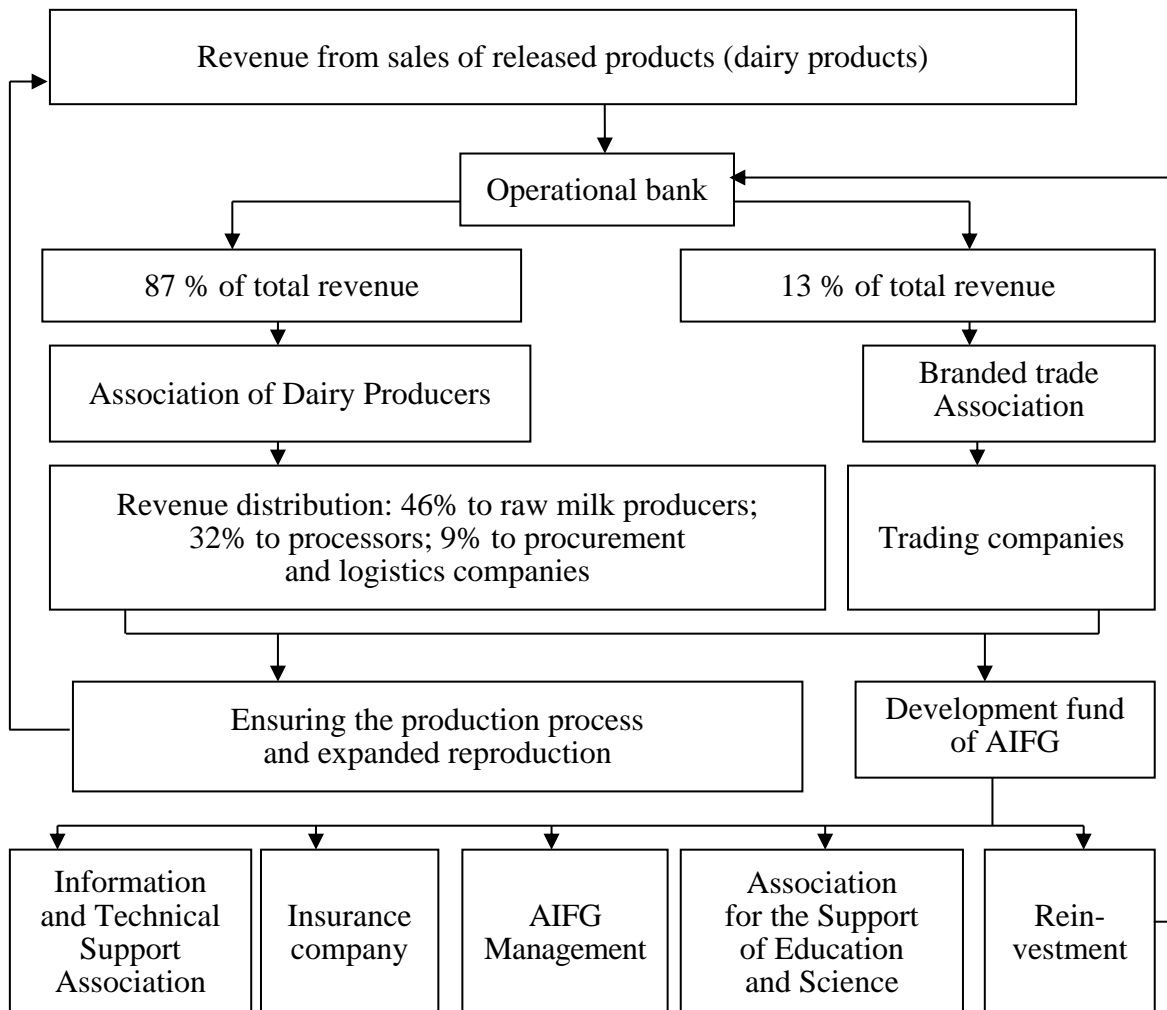 Revenue from sales of released products (dairy products)
Operational bank
87 % of total revenue
13 % of total revenue
Association of Dairy Producers
Branded trade
Association
Revenue distribution: 46% to raw milk producers;
32% to processors; 9% to procurement
and logistics companies
Trading companies
Ensuring the production process
and expanded reproduction
Development fund
of AIFG
Information
and Technical
Support
Association
Insurance
company
AIFG
Management
Association
for the Support
of Education
and Science
Rein-
vestment